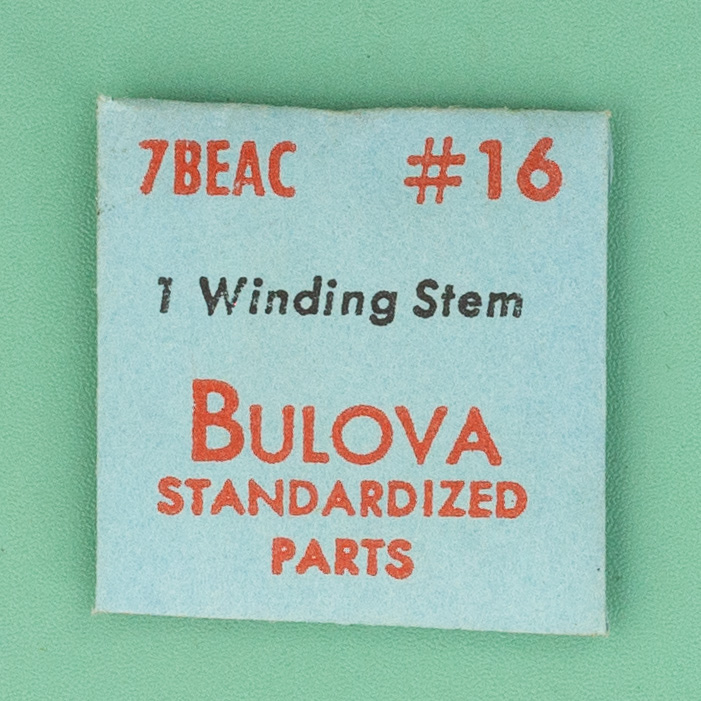 7BEAC #16
1 Winding Stem
BULOVA
STANDARDIZED
PARTS